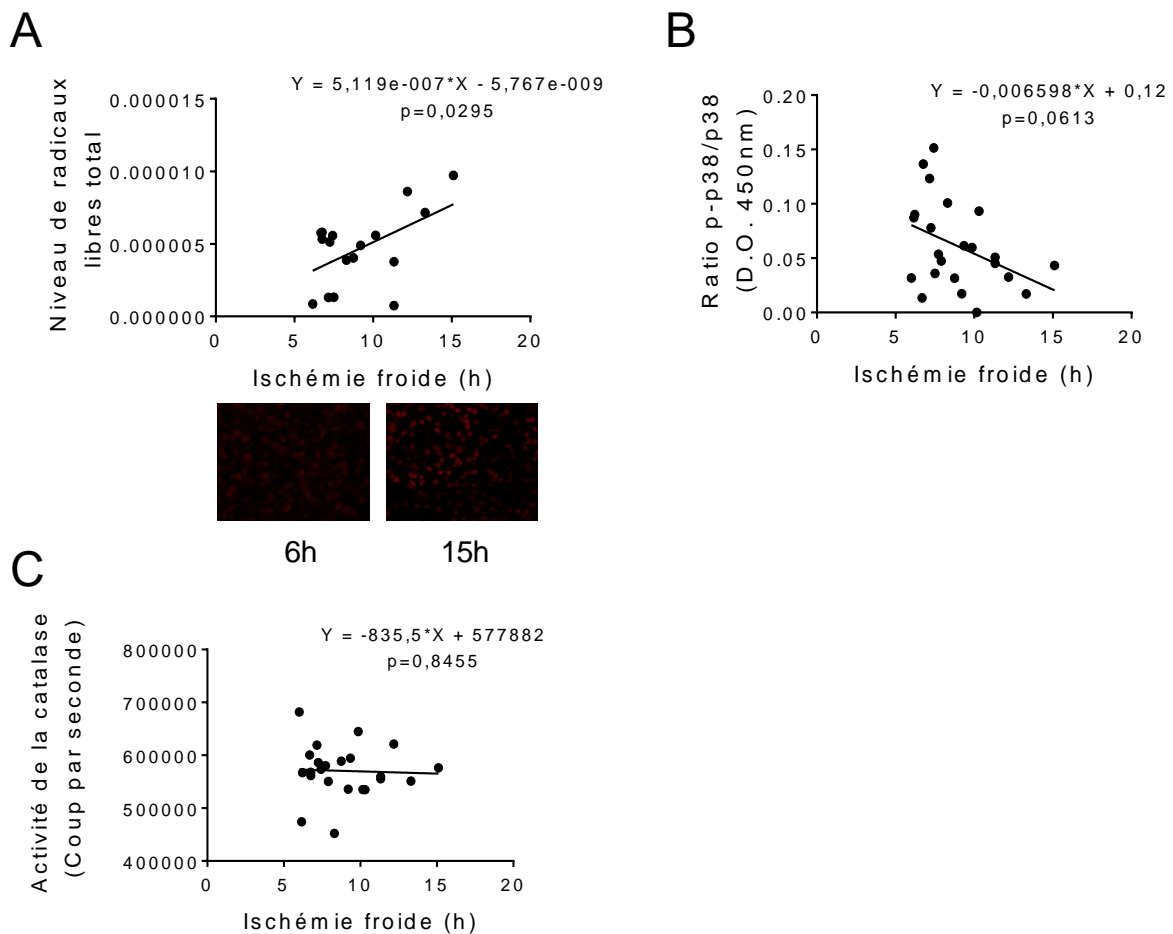 A
Y = 5,119e-007*X - 5,767e-009
p=0,0295
Niveau de radicaux
libres total
0.000015
0.000010
0.000005
0.000000
0 5 10 15 20
Ischémie froide (h)
6h 15h
B
Y = -0,006598*X + 0,12
p=0,0613
Ratio p-p38/p38
(D.O. 450nm)
0.20
0.15
0.10
0.05
0.00
0 5 10 15 20
Ischémie froide (h)
C
Y = -835,5*X + 577882
p=0,8455
Activité de la catalase
(Coup par seconde)
800000
700000
600000
500000
400000
0 5 10 15 20
Ischémie froide (h)